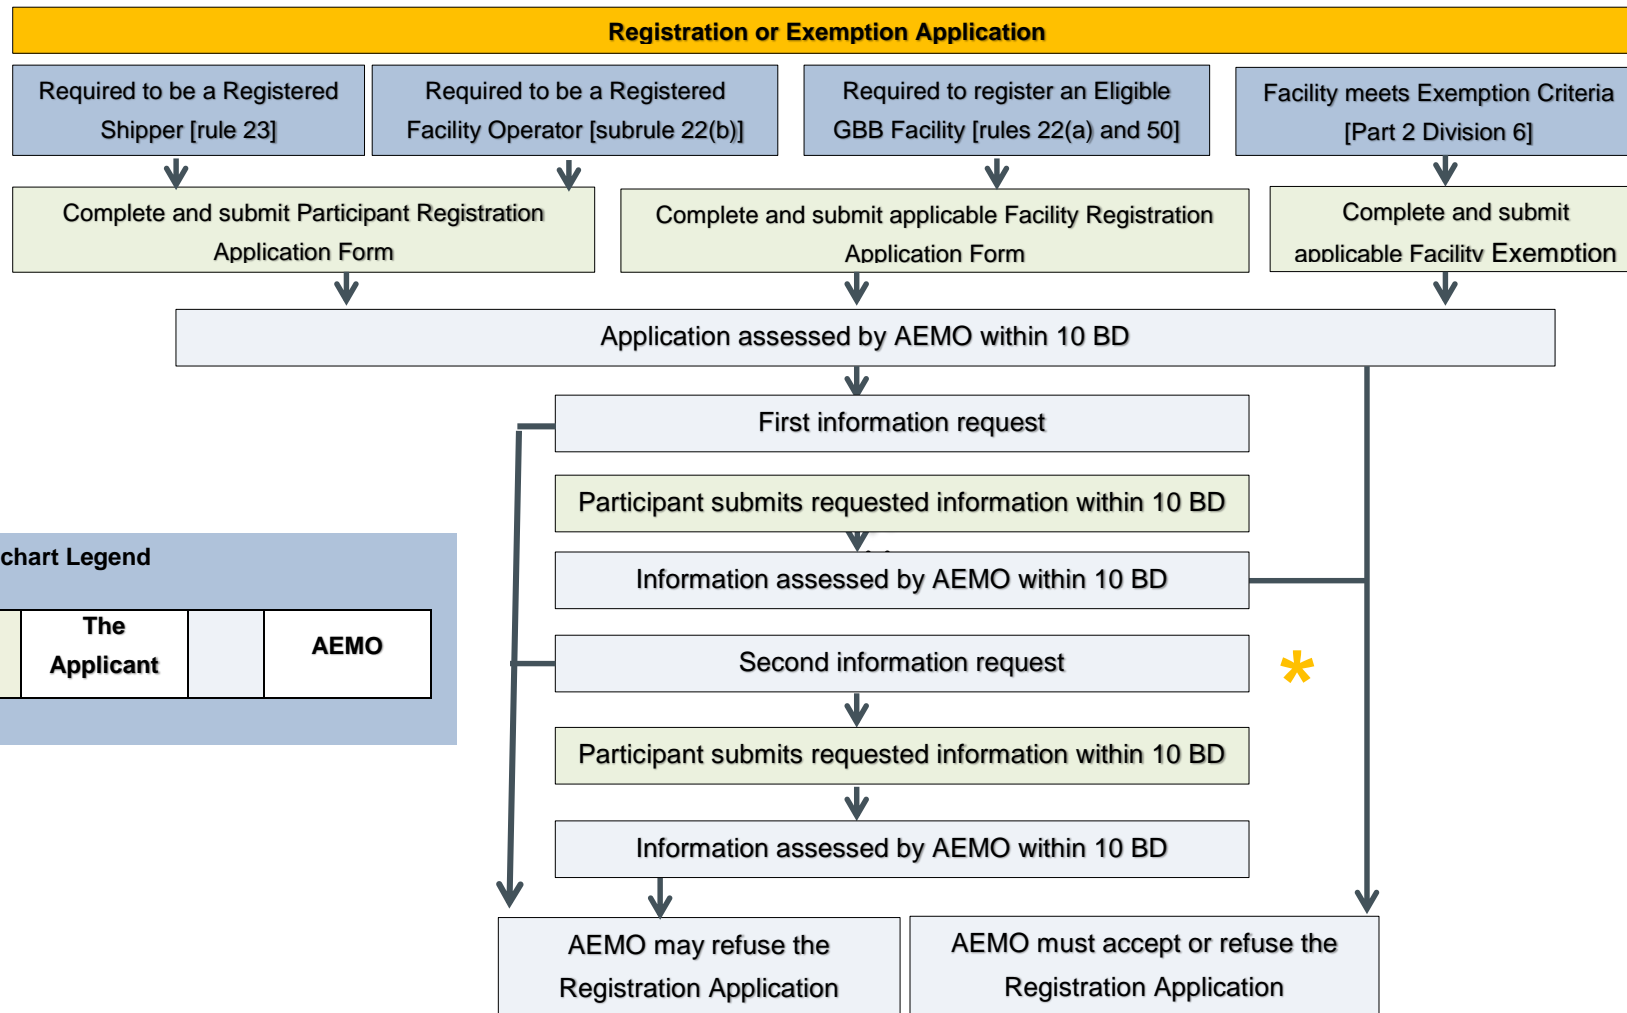 Registration or Exemption Application
Required to be a Registered
Shipper [rule 23]
Required to be a Registered
Facility Operator [subrule 22(b)]
Required to register an Eligible
GBB Facility [rules 22(a) and 50]
Facility meets Exemption Criteria
[Part 2 Division 6]
Complete and submit Participant Registration
Application Form
Complete and submit applicable Facility Registration
Application Form
Complete and submit
applicable Facility Exemption
Application assessed by AEMO within 10 BD
First information request
Participant submits requested information within 10 BD
Information assessed by AEMO within 10 BD
chart Legend
The
Applicant
AEMO
Second information request
*
Participant submits requested information within 10 BD
Information assessed by AEMO within 10 BD
AEMO may refuse the
Registration Application
AEMO must accept or refuse the
Registration Application